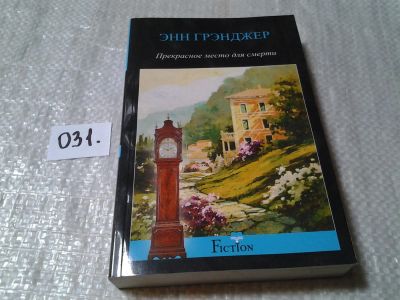 ЭНН ГРЭНДЖЕР
Прекрасное место для смерти
031.
FICTION